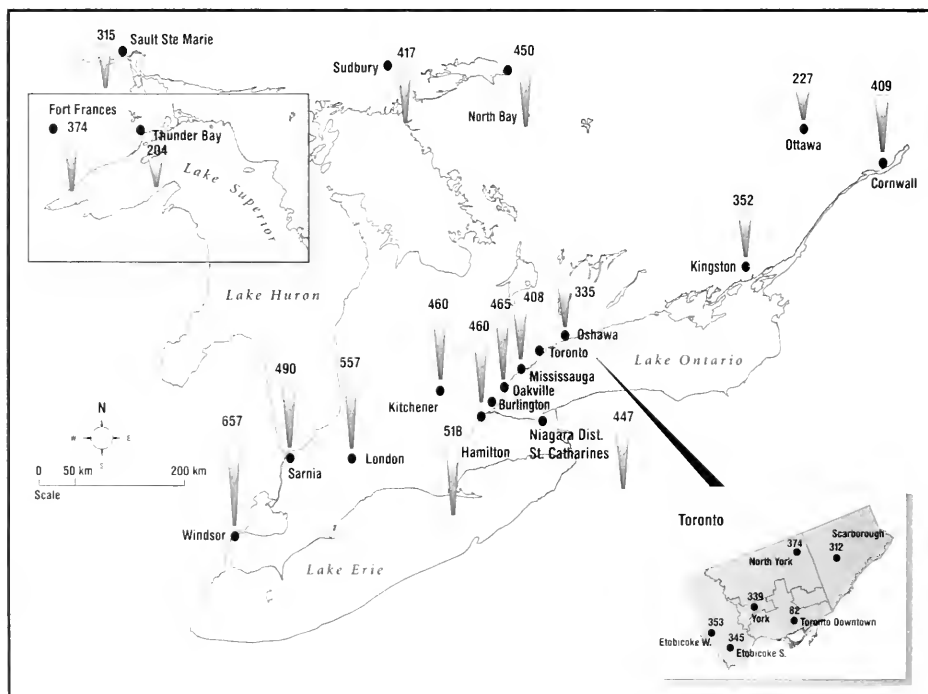 315
Sault Ste Marie
417
Sudbury
450
North Bay
227
Ottawa
409
Cornwall
Fort Frances
374
Thunder Bay
204
Lake Superior
352
Kingston
Lake Huron
460
460
465
408
335
Oshawa
Toronto
Lake Ontario
Mississauga
Oakville
Burlington
Kitchener
490
557
657
518
Hamilton
Niagara Dist.
St. Catharines
447
N
W
E
S
0 50 km 200 km
Scale
Sarnia
London
Windsor
Lake Erie
Toronto
Scarborough
374
312
North York
339
York
82
Toronto Downtown
353
Etobicoke W.
345
Etobicoke S.